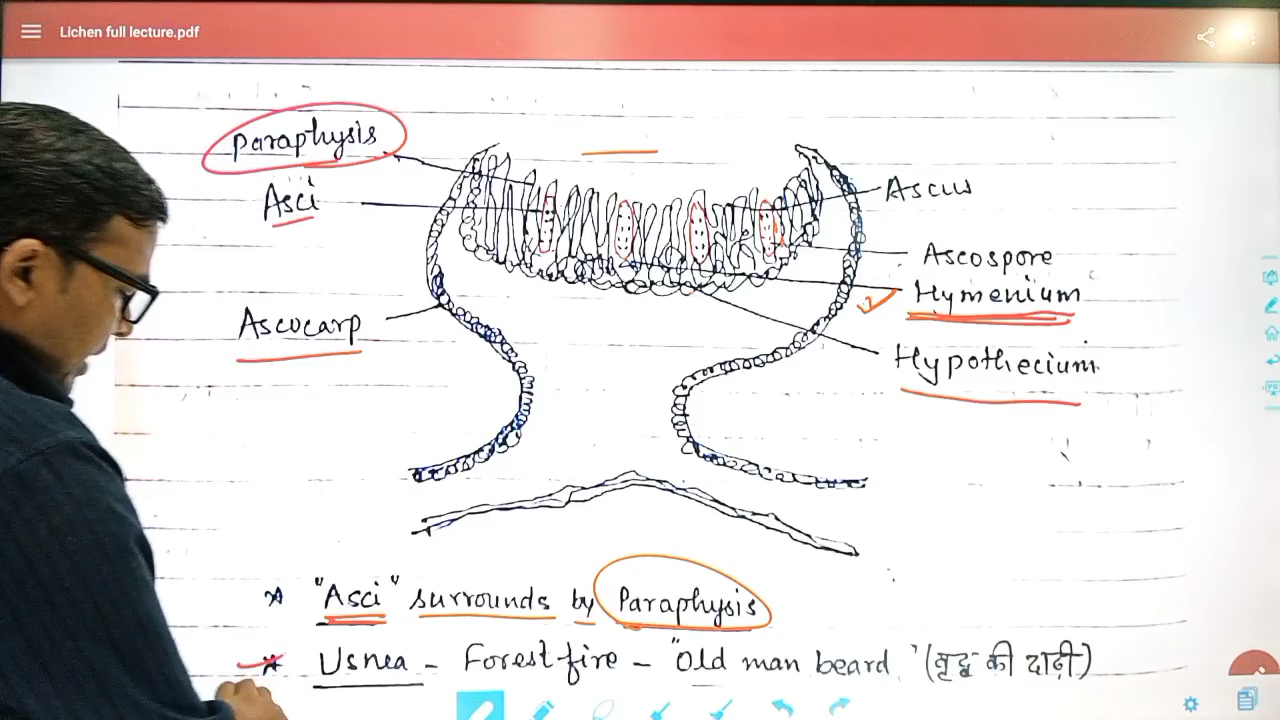 Lichen full lecture.pdf
Paraphysis
Asci
Ascus
Ascospore
Hymenium
Ascocarp
Hypothecium
* "Asci" surrounds by Paraphysis
* Usnea - Forest fire - "Old man beard" (वृद्ध की दाढ़ी)